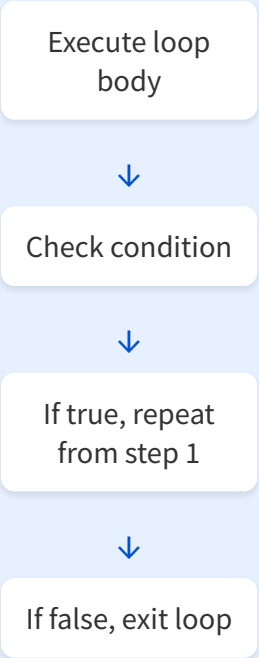 Execute loop
body
Check condition
If true, repeat
from step 1
If false, exit loop